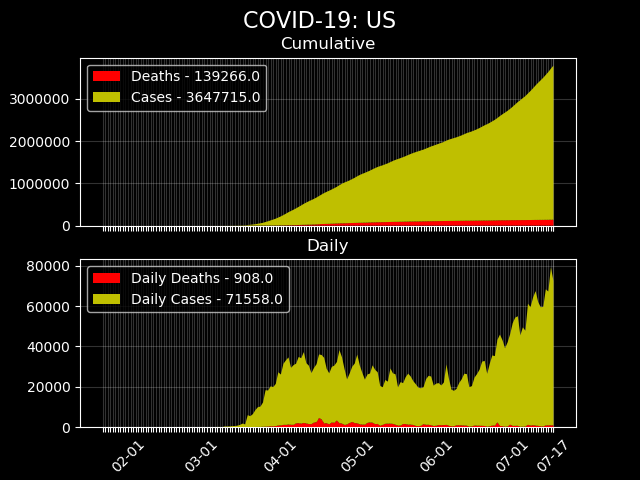 COVID-19: US
Cumulative
Deaths - 139266.0
Cases - 3647715.0
3000000
2000000
1000000
0
Daily
Daily Deaths - 908.0
Daily Cases - 71558.0
80000
60000
40000
20000
0
02-01 03-01 04-01 05-01 06-01 07-01 07-17